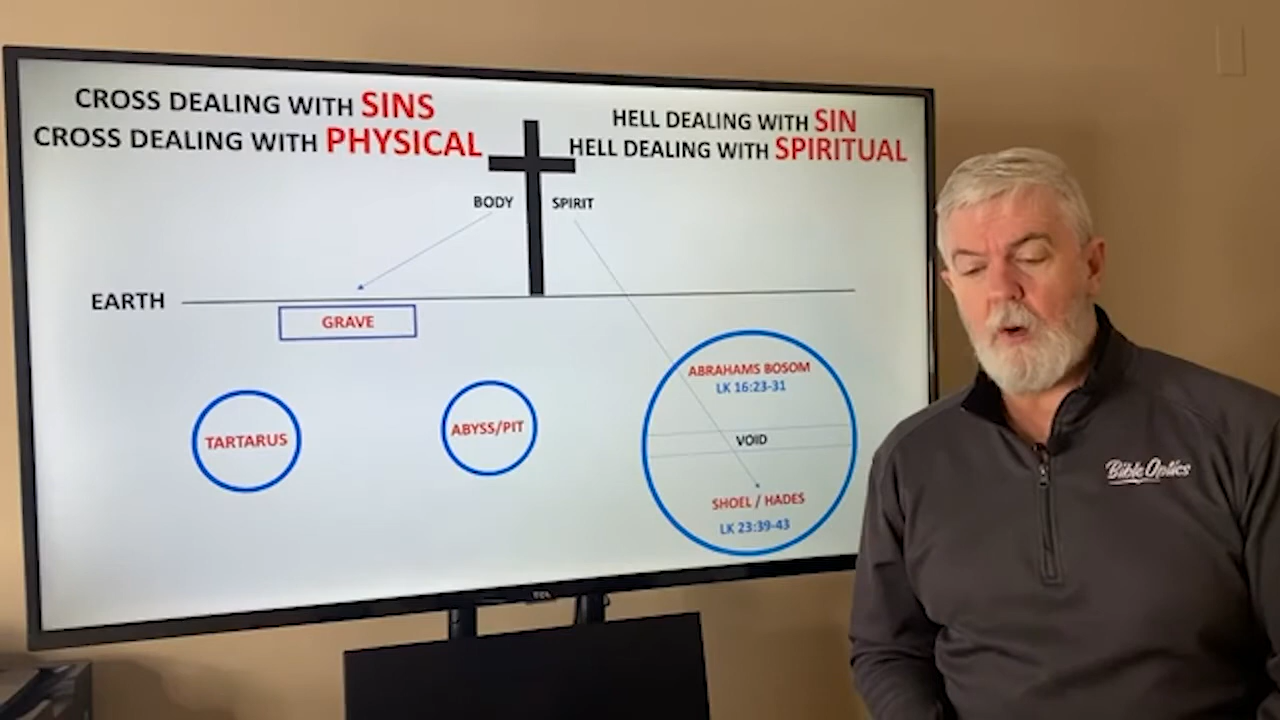 CROSS DEALING WITH SINS
CROSS DEALING WITH PHYSICAL
HELL DEALING WITH SIN
HELL DEALING WITH SPIRITUAL
BODY
SPIRIT
EARTH
GRAVE
TARTARUS
ABYSS/PIT
ABRAHAMS BOSOM
LK 16:23-31
VOID
SHOEL / HADES
LK 23:39-43
TCL
Bible Optics